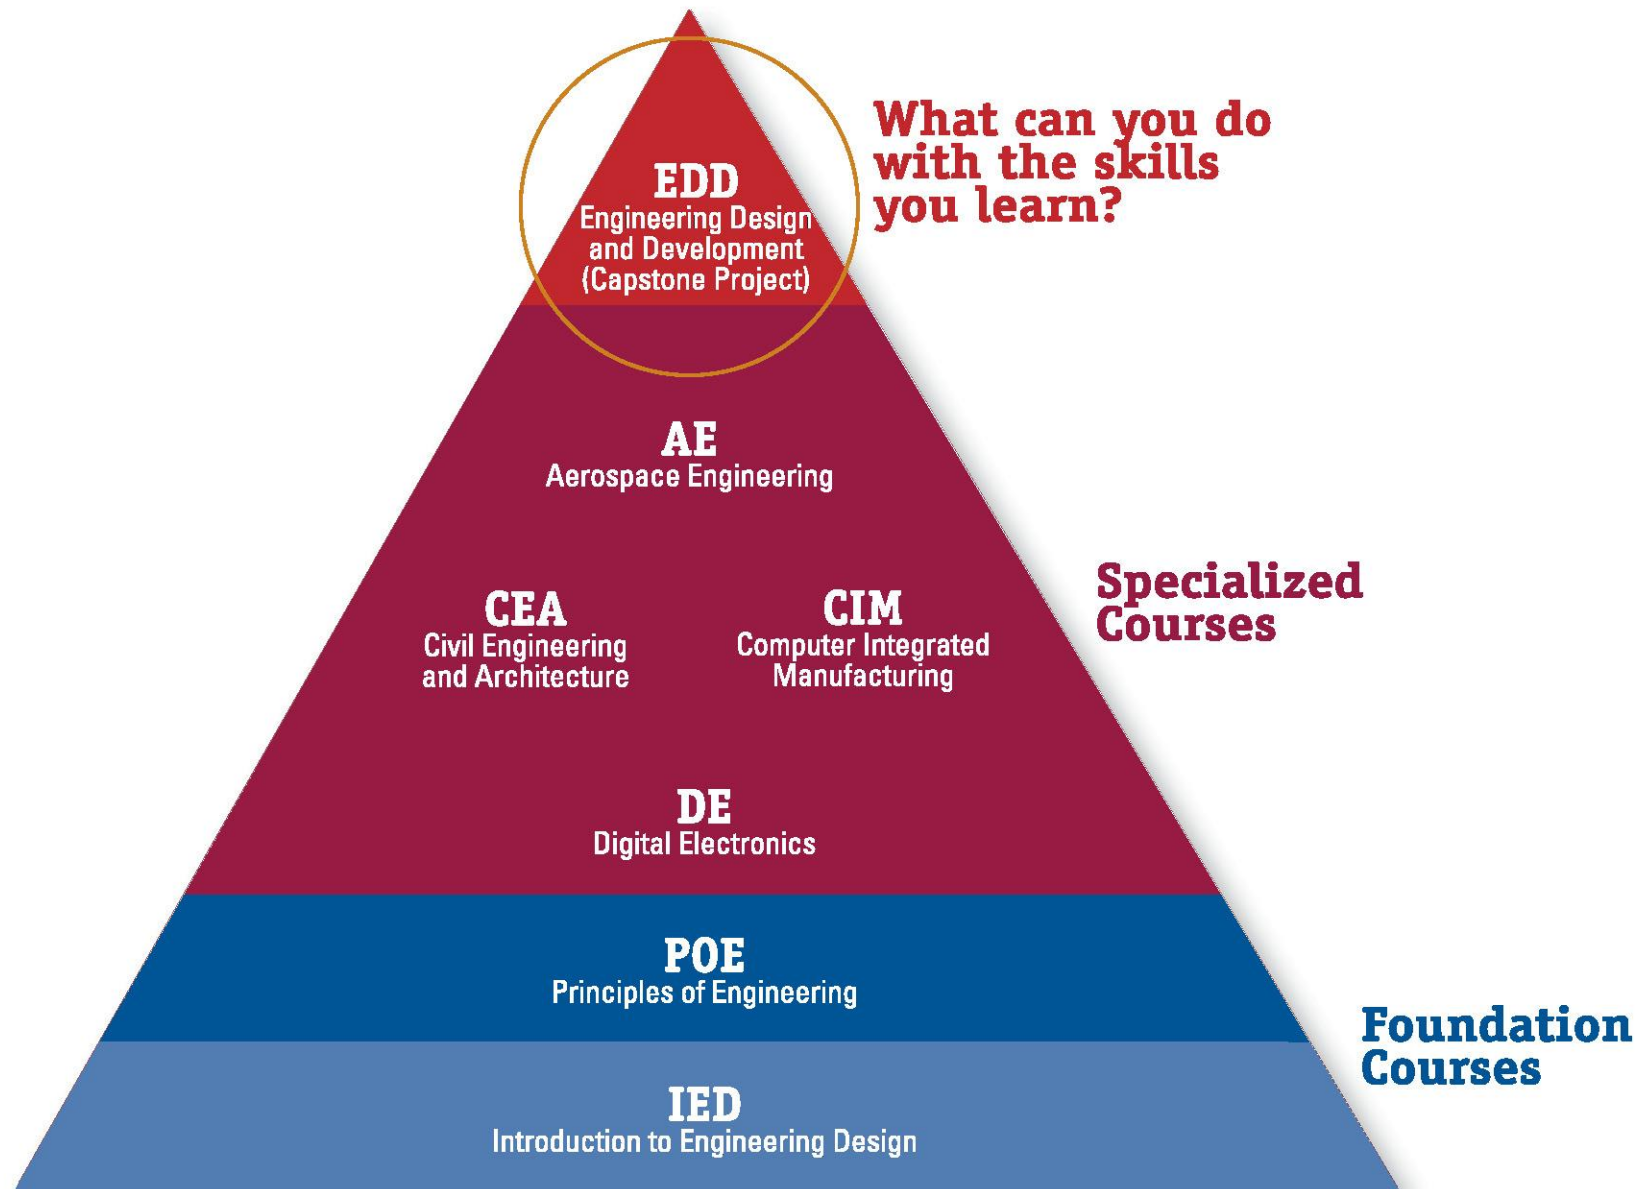 What can you do
with the skills
you learn?
EDD
Engineering Design
and Development
(Capstone Project)
AE
Aerospace Engineering
Specialized
Courses
CEA
Civil Engineering
and Architecture
CIM
Computer Integrated
Manufacturing
DE
Digital Electronics
POE
Principles of Engineering
Foundation
Courses
IED
Introduction to Engineering Design